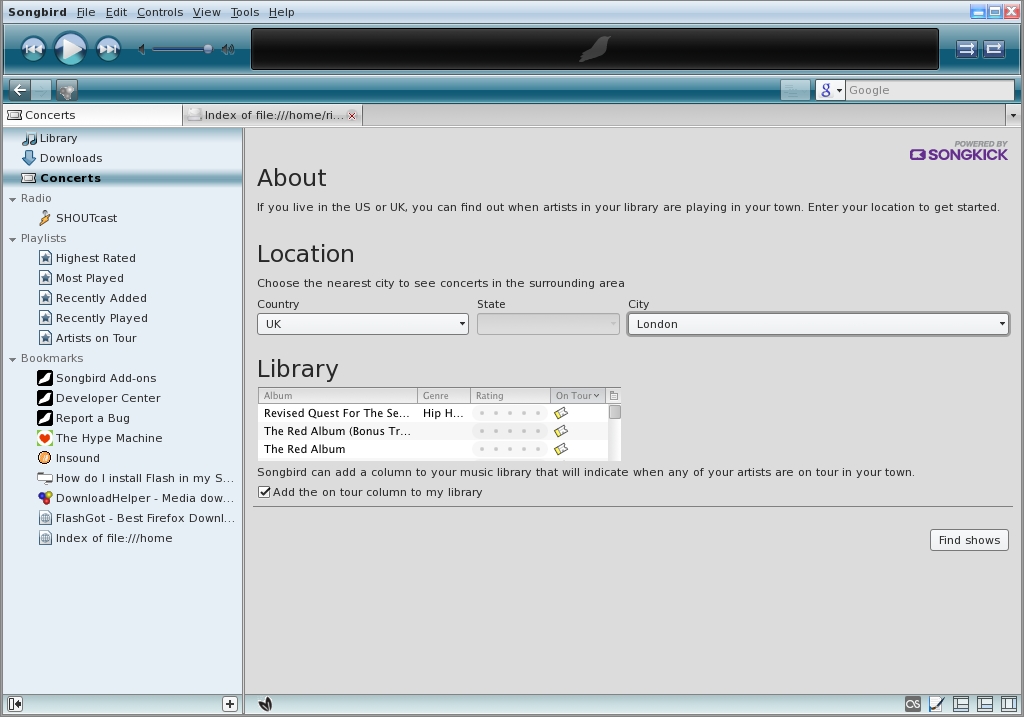 Songbird File Edit Controls View Tools Help
g Google
Concerts Index of file:///home/ri...
Library
Downloads
Concerts
Radio
SHOUTcast
Playlists
Highest Rated
Most Played
Recently Added
Recently Played
Artists on Tour
Bookmarks
Songbird Add-ons
Developer Center
Report a Bug
The Hype Machine
Insound
How do I install Flash in my S...
DownloadHelper - Media dow...
FlashGot - Best Firefox Downl...
Index of file:///home
POWERED BY
SONGKICK
About
If you live in the US or UK, you can find out when artists in your library are playing in your town. Enter your location to get started.
Location
Choose the nearest city to see concerts in the surrounding area
Country State City
UK London
Library
Album Genre Rating On Tour
Revised Quest For The Se... Hip H...
The Red Album (Bonus Tr...
The Red Album
Songbird can add a column to your music library that will indicate when any of your artists are on tour in your town.
Add the on tour column to my library
Find shows